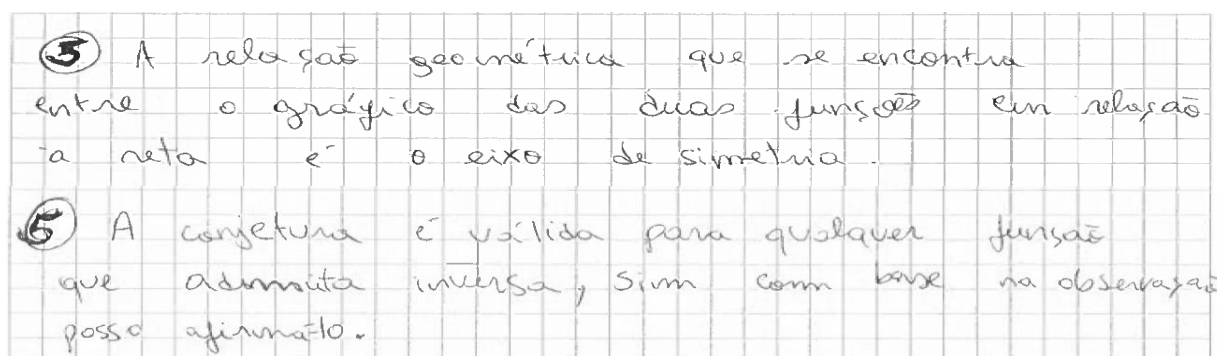 3 A relação geométrica que se encontra
entre o gráfico das duas funções em relação
a reta é o eixo de simetria.
5 A conjetura é válida para qualquer função
que admita inversa, sim com base na observação
posso afirmá-lo.